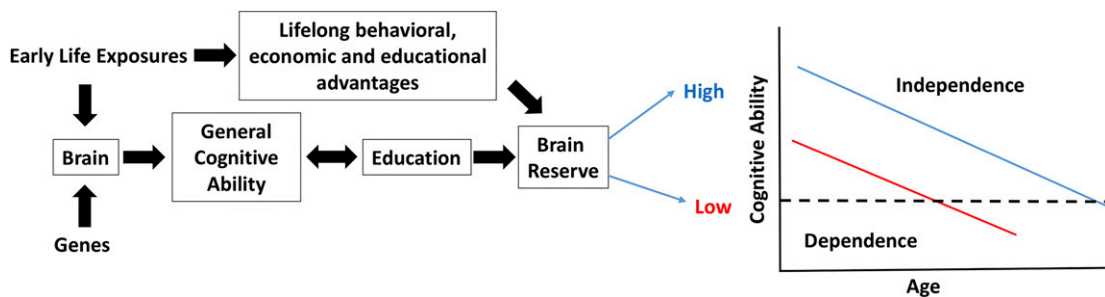 Early Life Exposures
Lifelong behavioral,
economic and educational
advantages
Brain
General
Cognitive
Ability
Education
Brain
Reserve
Genes
High
Low
Cognitive Ability
Independence
Dependence
Age